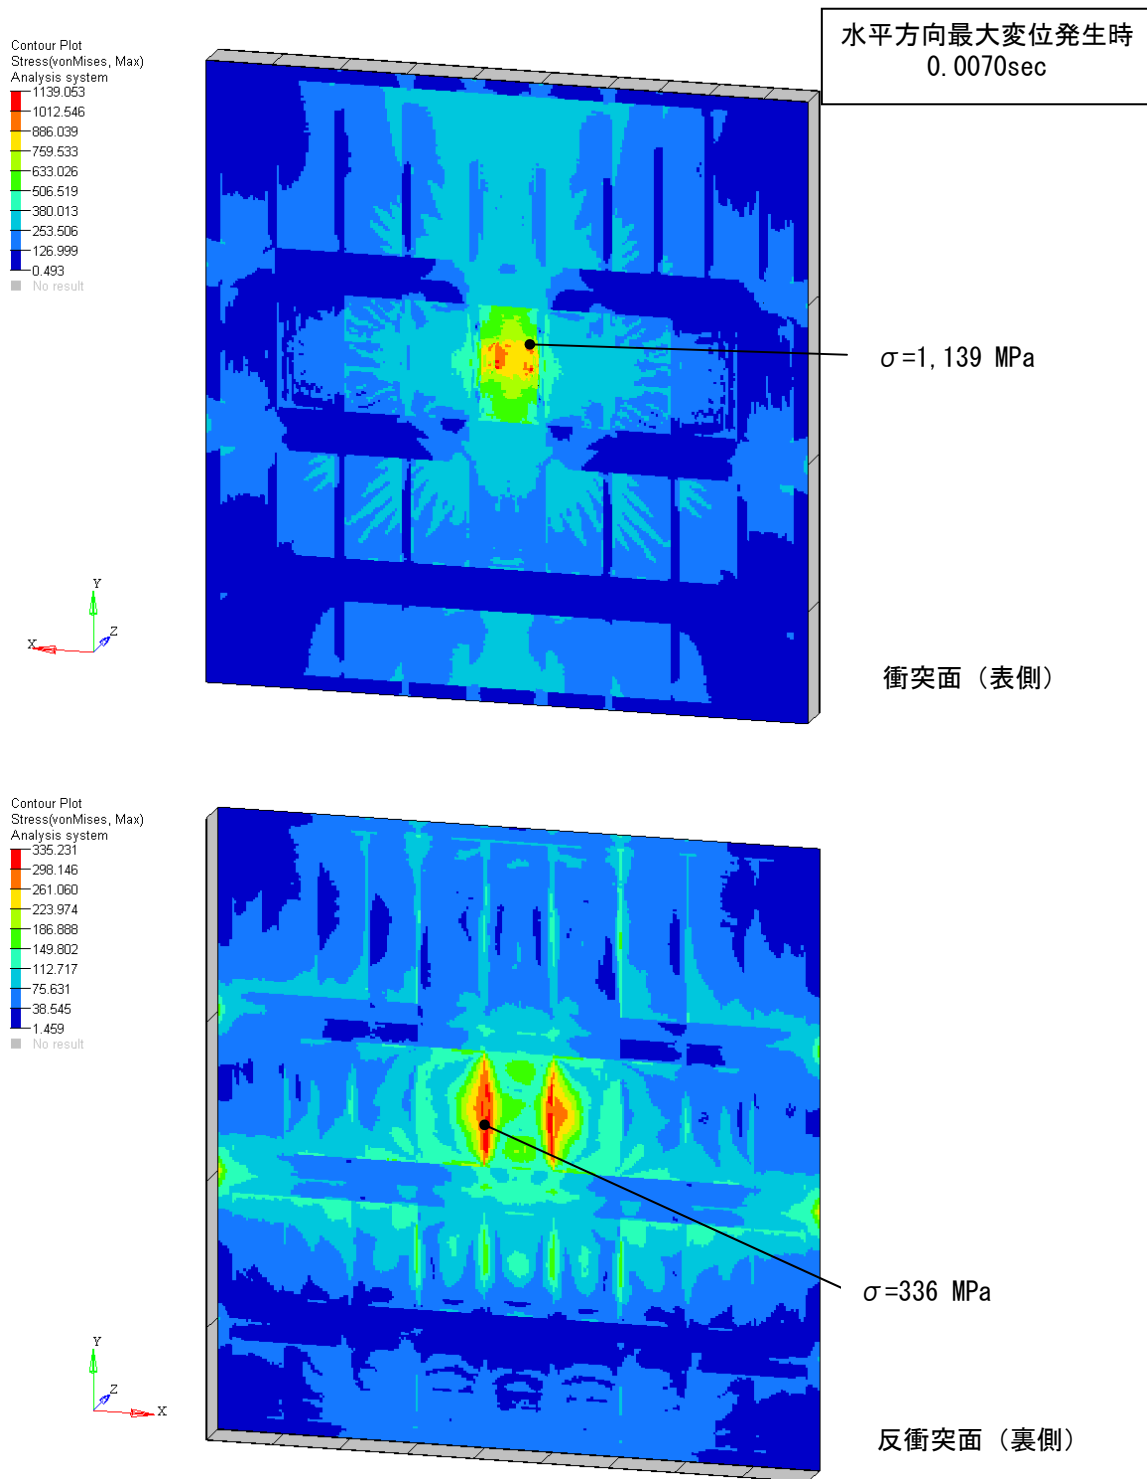 水平方向最大変位発生時
0.0070sec
Contour Plot
Stress(vonMises, Max)
Analysis system
1139.053
1012.546
886.039
759.533
633.026
506.519
380.013
253.506
126.999
0.493
No result
σ=1,139 MPa
Y
Z
X
衝突面（表側）
Contour Plot
Stress(vonMises, Max)
Analysis system
335.231
298.146
261.060
223.974
186.888
149.802
112.717
75.631
38.545
1.459
No result
σ=336 MPa
Y
Z
X
反衝突面（裏側）